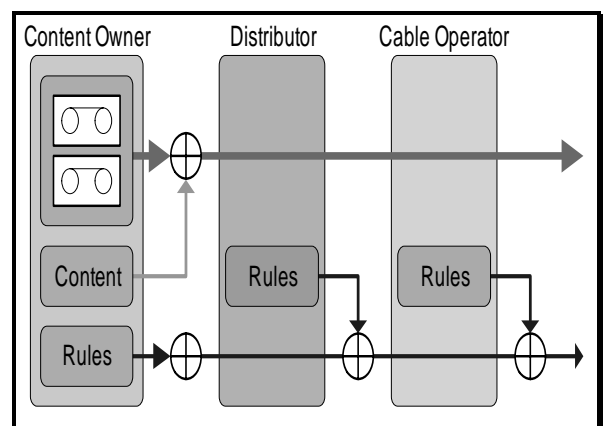 Content Owner
Distributor
Cable Operator
Content
Rules
Rules
Rules